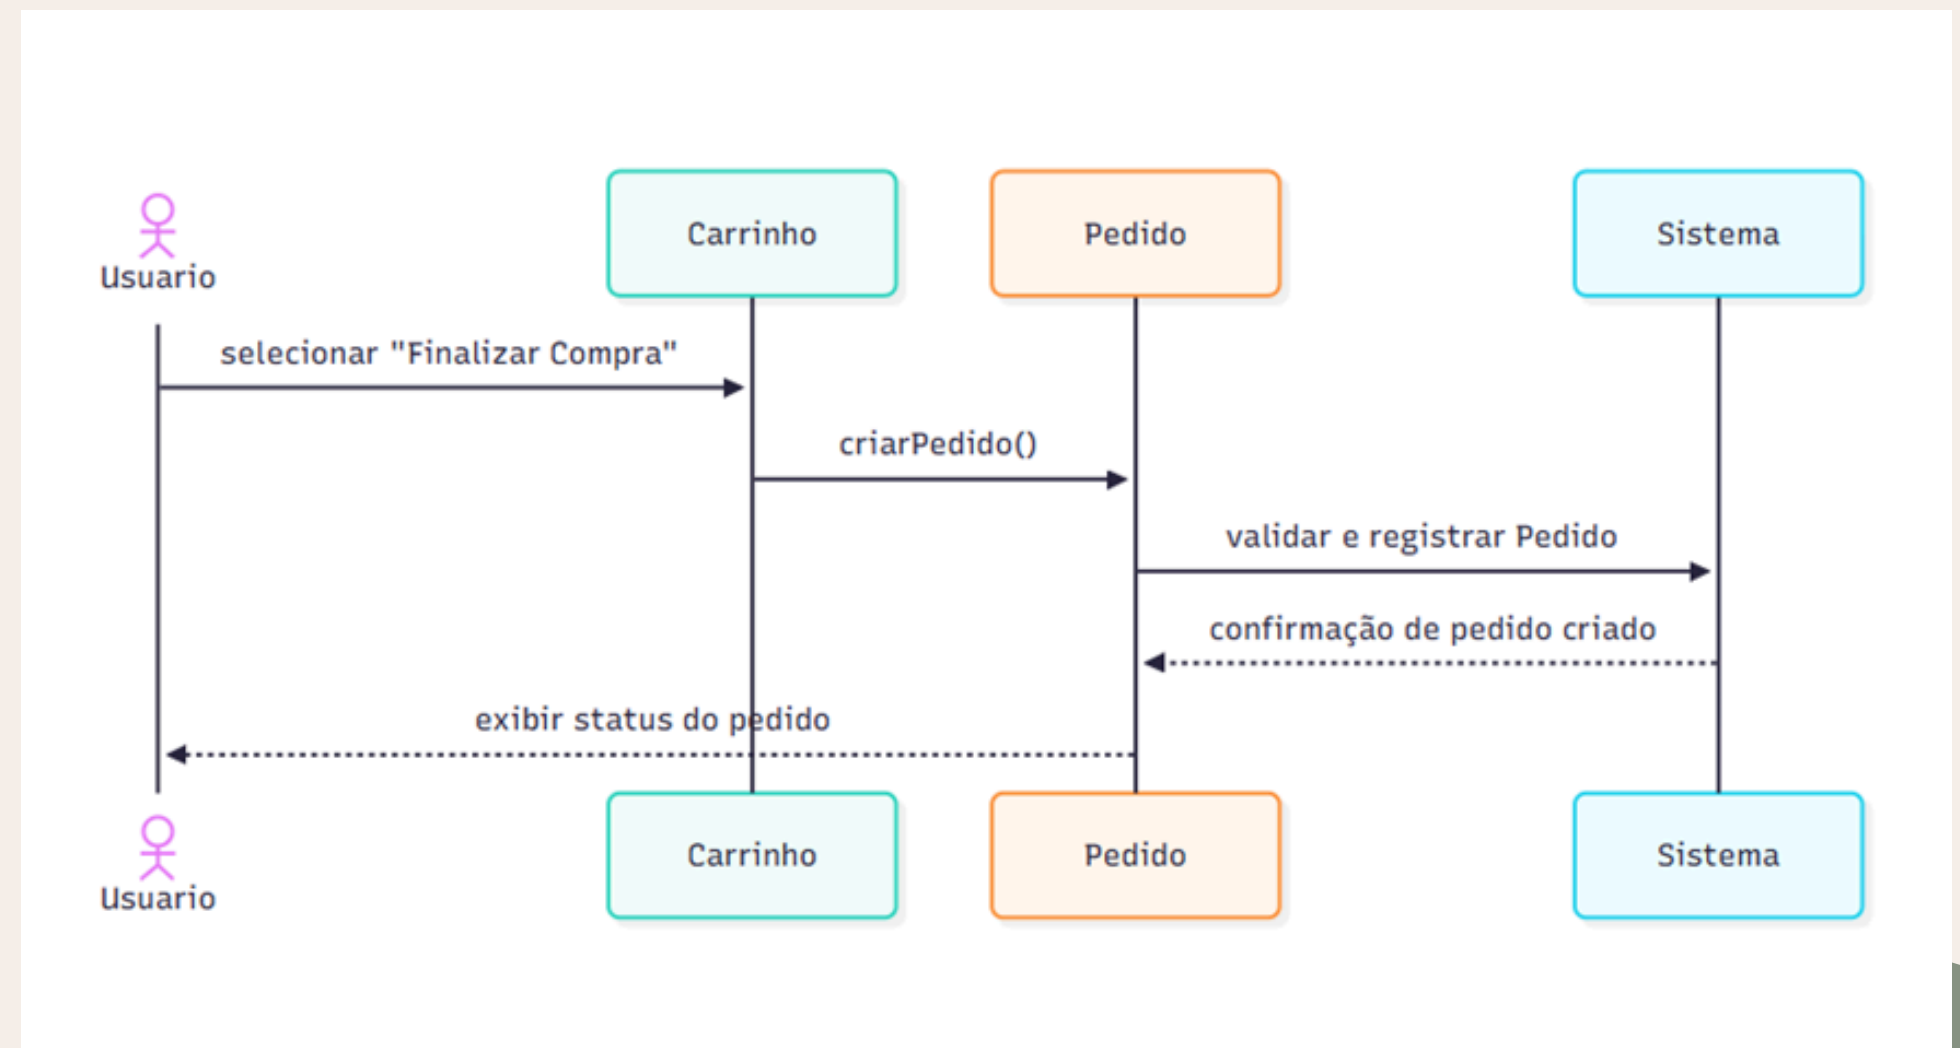 Usuario
Carrinho
Pedido
Sistema
selecionar "Finalizar Compra"
criarPedido()
validar e registrar Pedido
confirmação de pedido criado
exibir status do pedido
Usuario
Carrinho
Pedido
Sistema